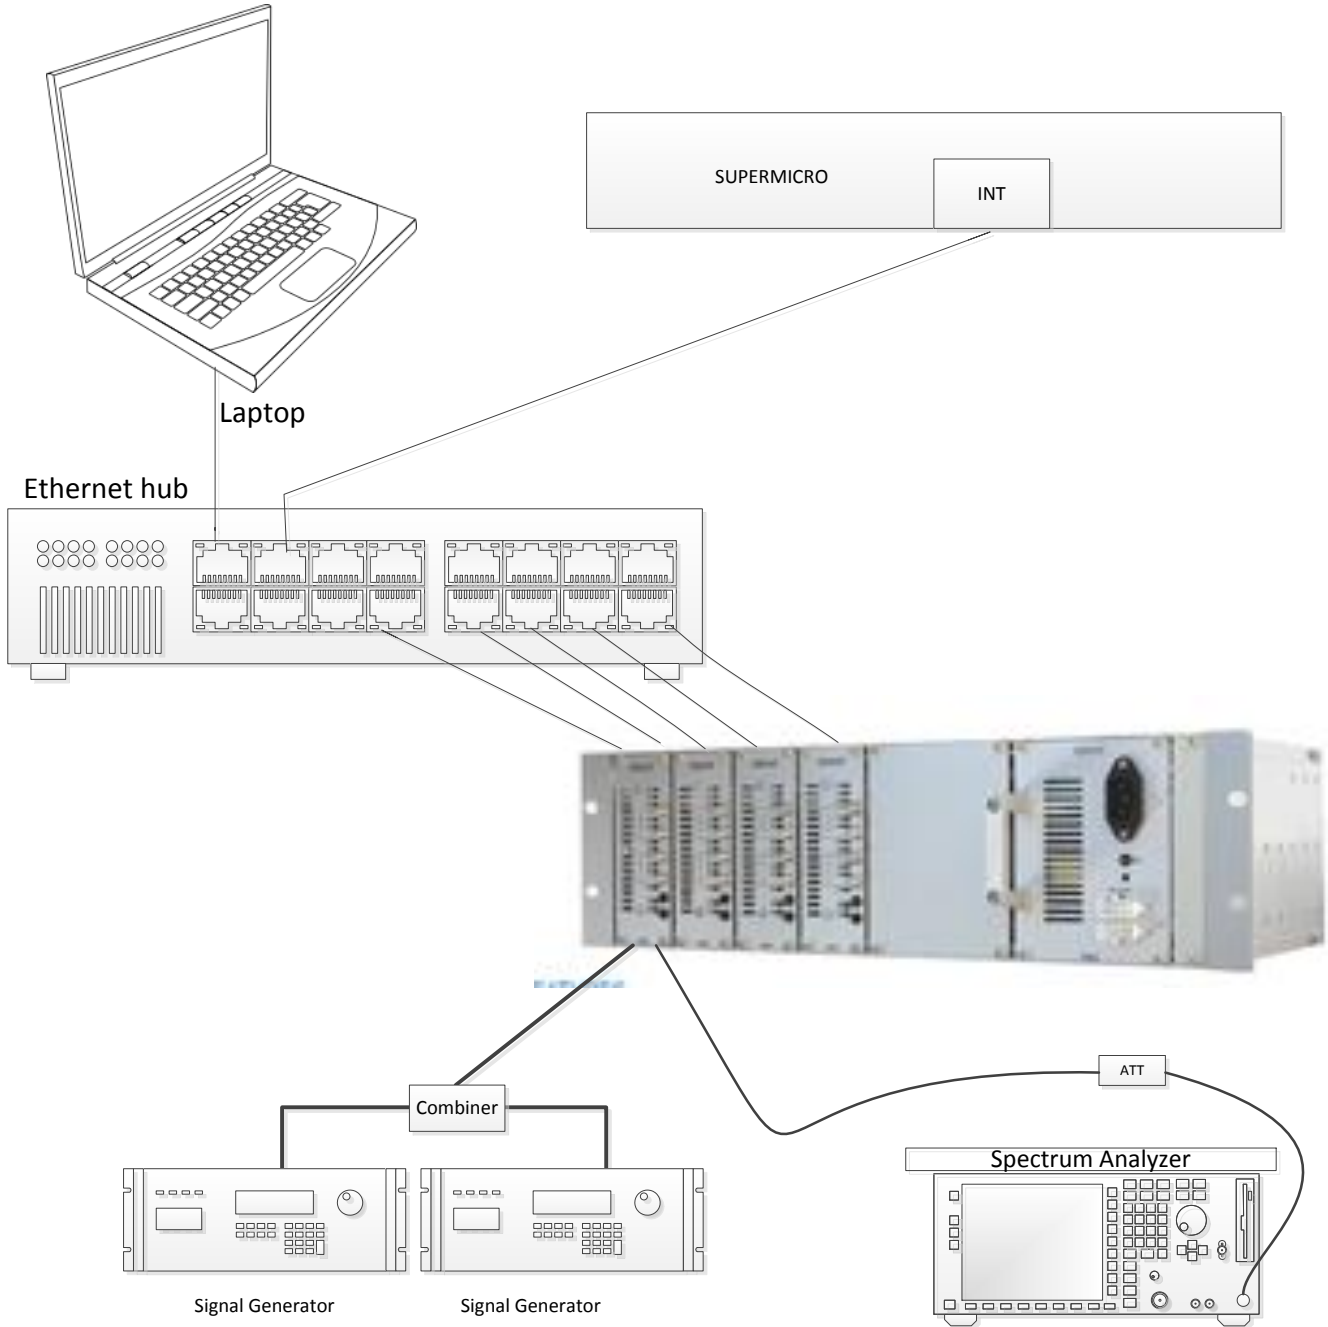 SUPERMICRO
INT
Laptop
Ethernet hub
ATT
Combiner
Spectrum Analyzer
Signal Generator
Signal Generator